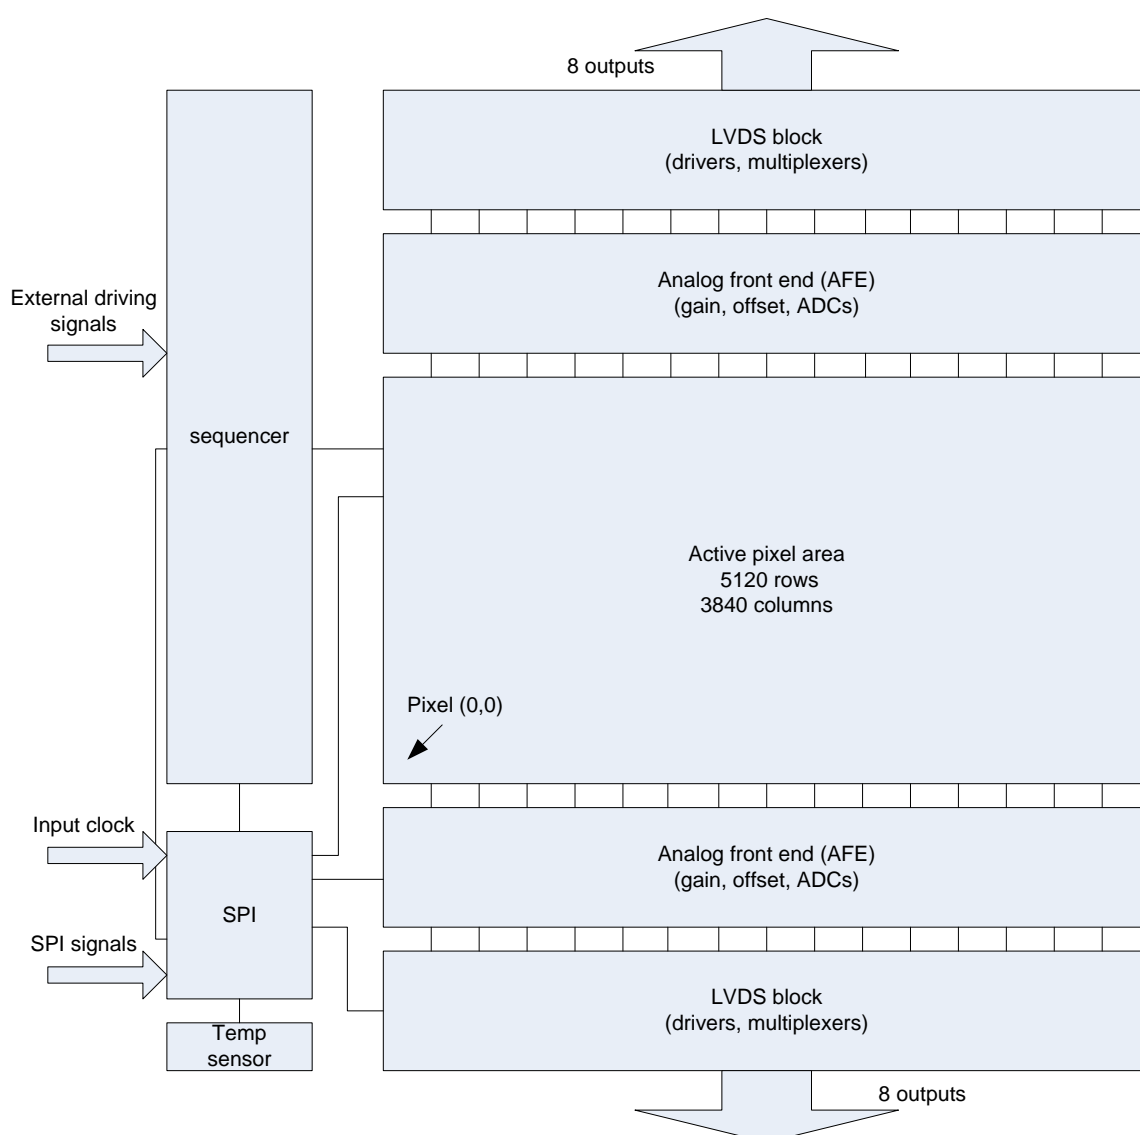 8 outputs
LVDS block
(drivers, multiplexers)
Analog front end (AFE)
(gain, offset, ADCs)
External driving
signals
sequencer
Active pixel area
5120 rows
3840 columns
Pixel (0,0)
Input clock
Analog front end (AFE)
(gain, offset, ADCs)
SPI
SPI signals
LVDS block
(drivers, multiplexers)
Temp
sensor
8 outputs